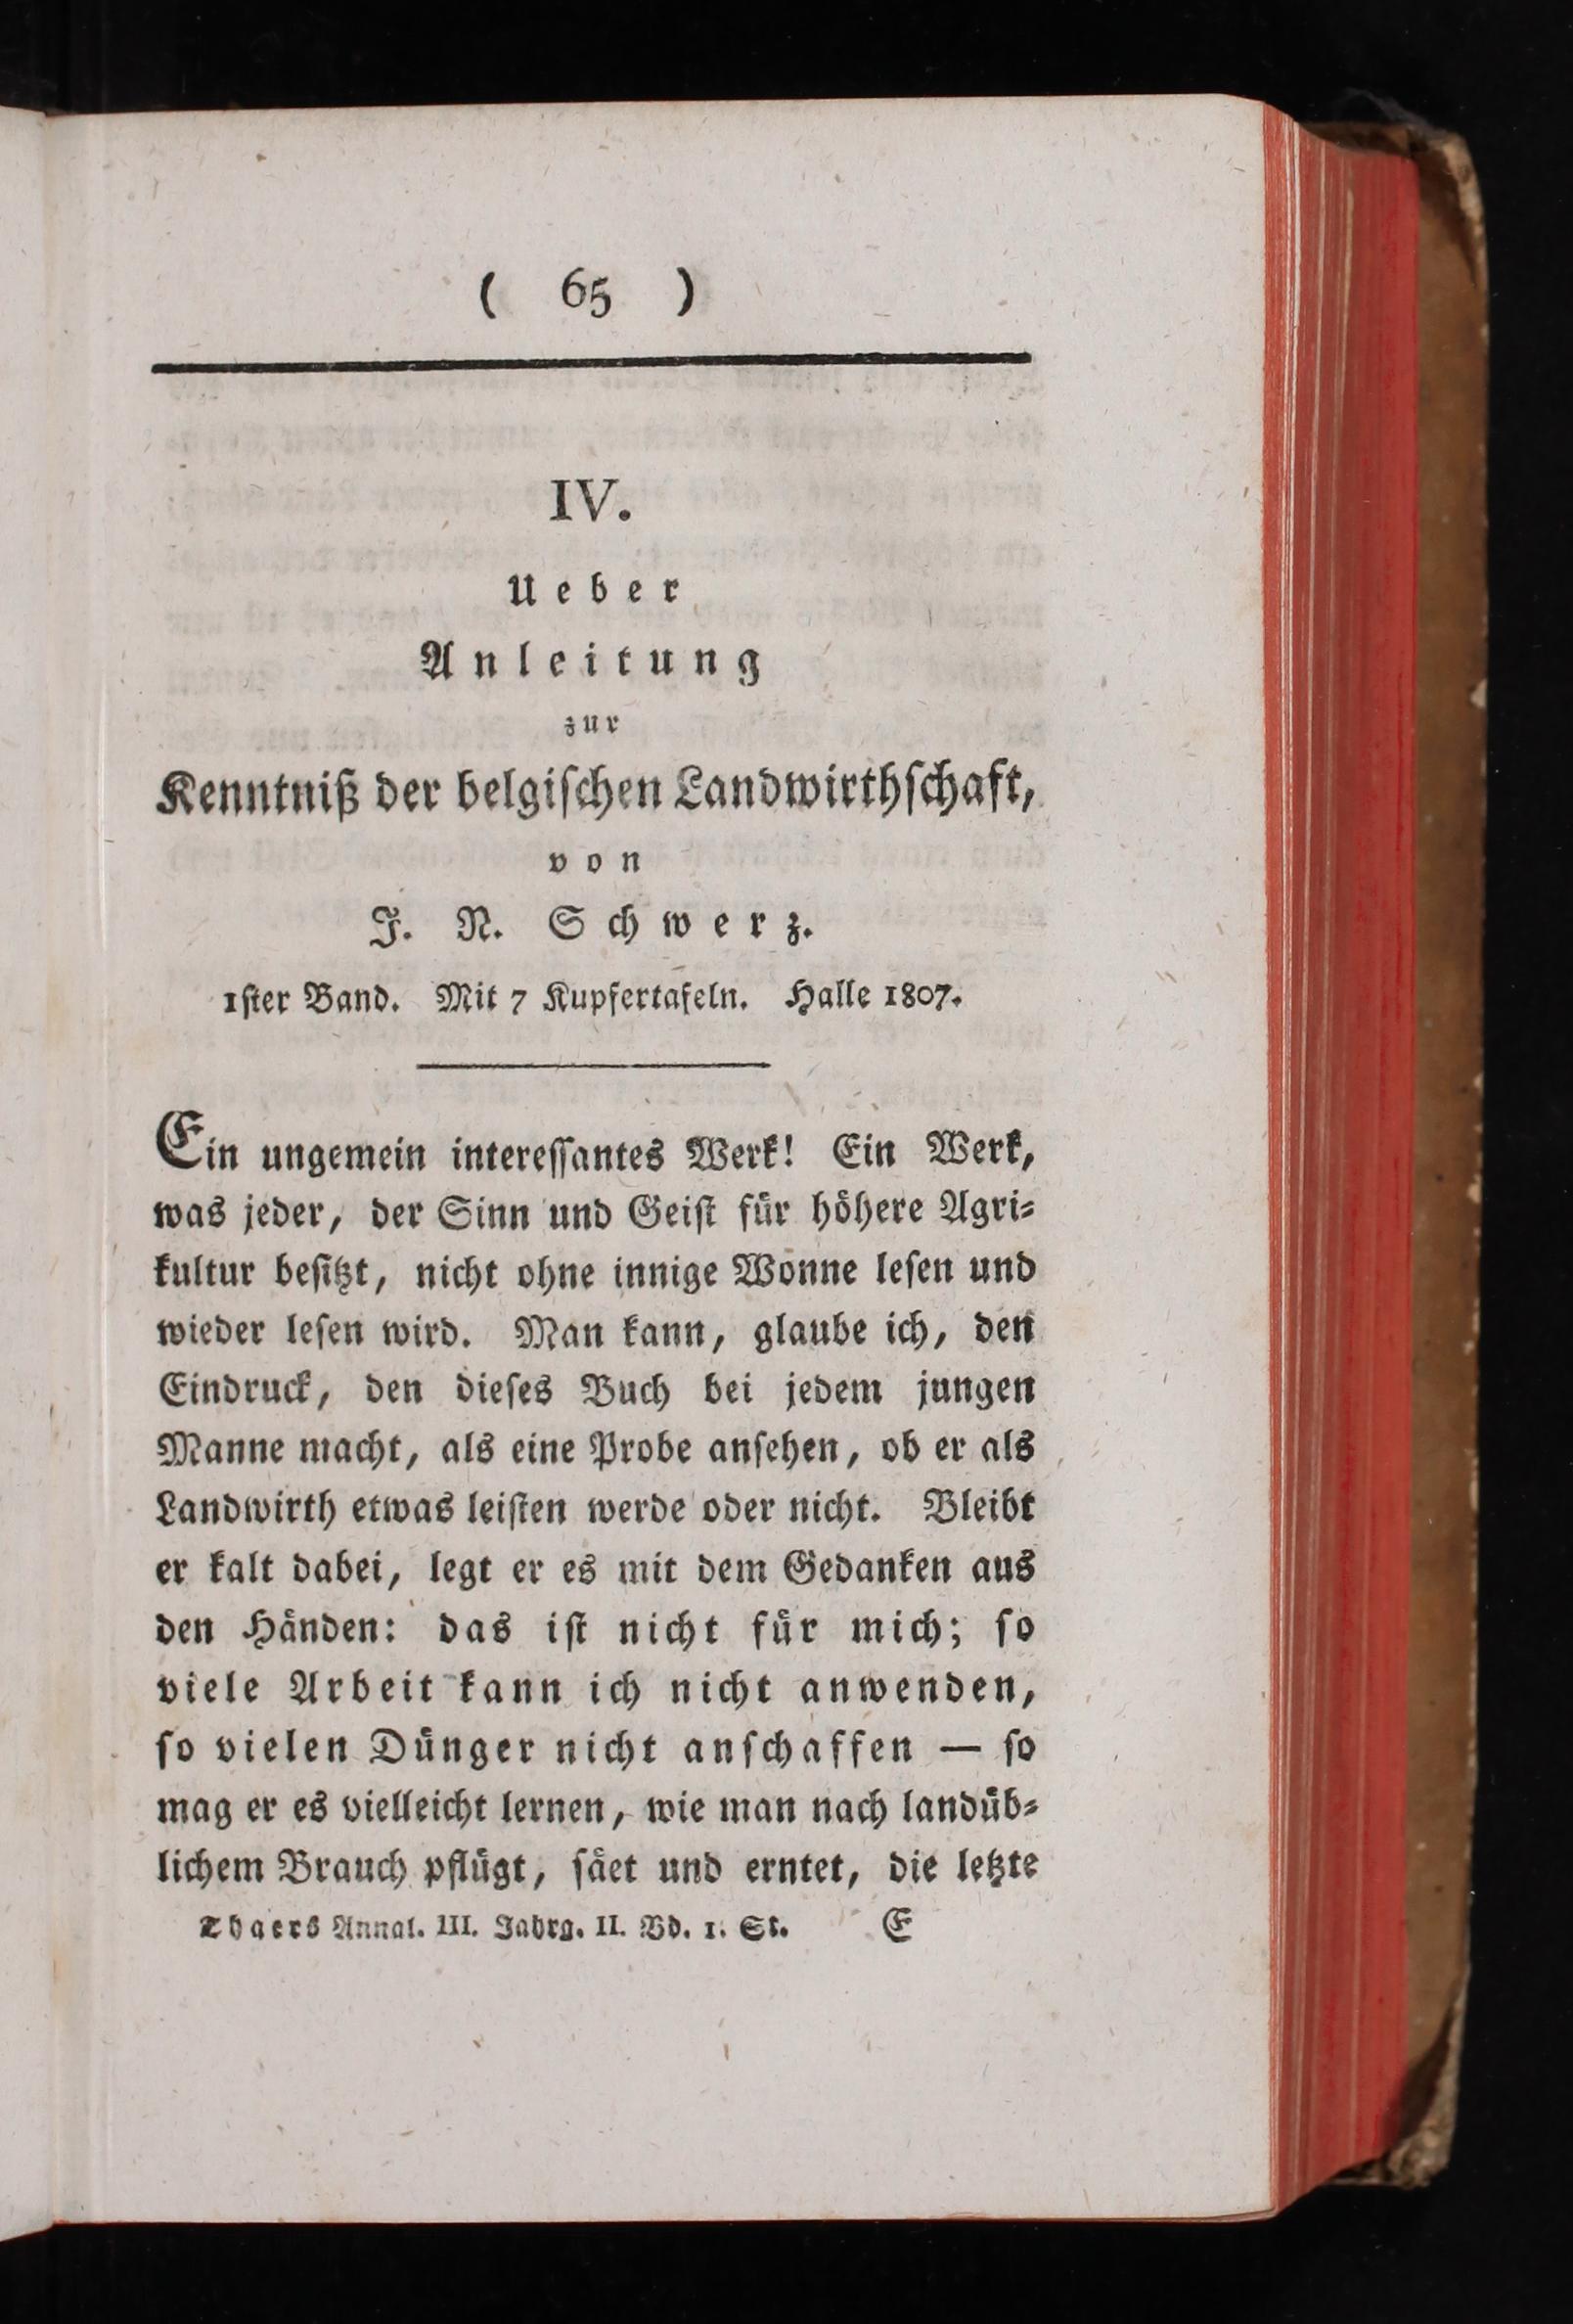 ( 65 )
IV.
Ueber
Anleitung
zur
Kenntniß der belgiſchen Landwirthſchaft,
von
J. N. Schwerz.
1ſter Band. Mit 7 Kupfertafeln. Halle 1807.
Ein ungemein intereſſantes Werk! Ein Werk,
was jeder, der Sinn und Geiſt für höhere Agri⸗
kultur beſitzt, nicht ohne innige Wonne leſen und
wieder leſen wird. Man kann, glaube ich, den
Eindruck, den dieſes Buch bei jedem jungen
Manne macht, als eine Probe anſehen, ob er als
Landwirth etwas leiſten werde oder nicht. Bleibt
er kalt dabei, legt er es mit dem Gedanken aus
den Händen: das iſt nicht für mich; ſo
viele Arbeit kann ich nicht anwenden,
ſo vielen Dünger nicht anſchaffen — ſo
mag er es vielleicht lernen, wie man nach landüb⸗
lichem Brauch pflügt, ſäet und erntet, die letzte
Thaers Annal. III. Jahrg. II. Bd. 1. St. E